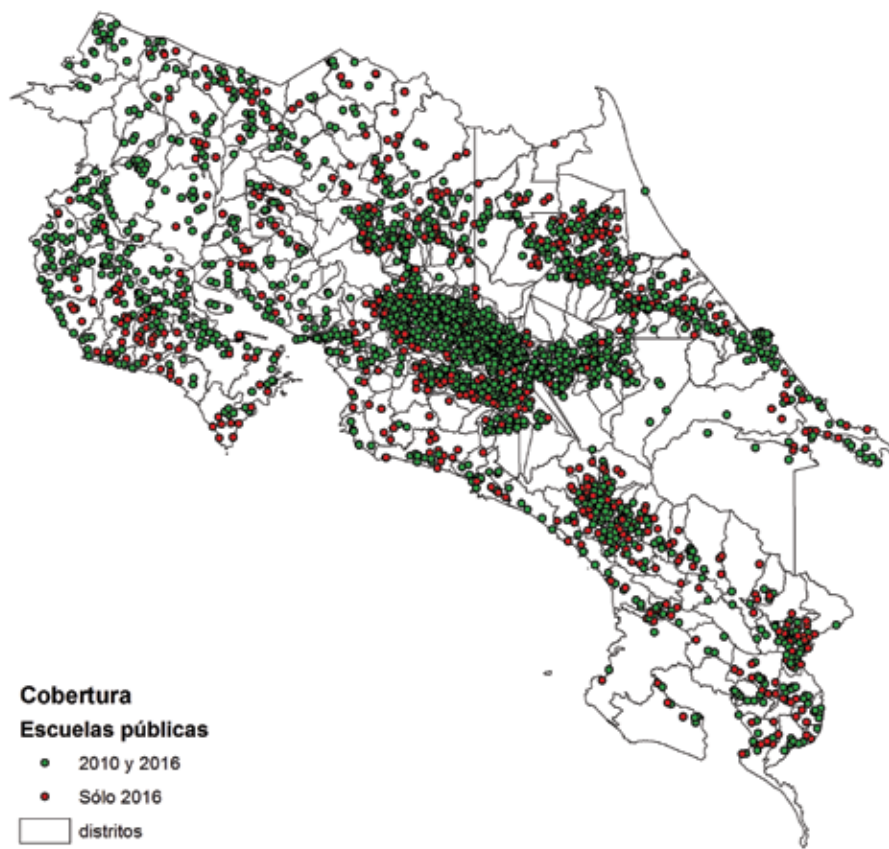 Cobertura
Escuelas públicas
2010 y 2016
Sólo 2016
distritos